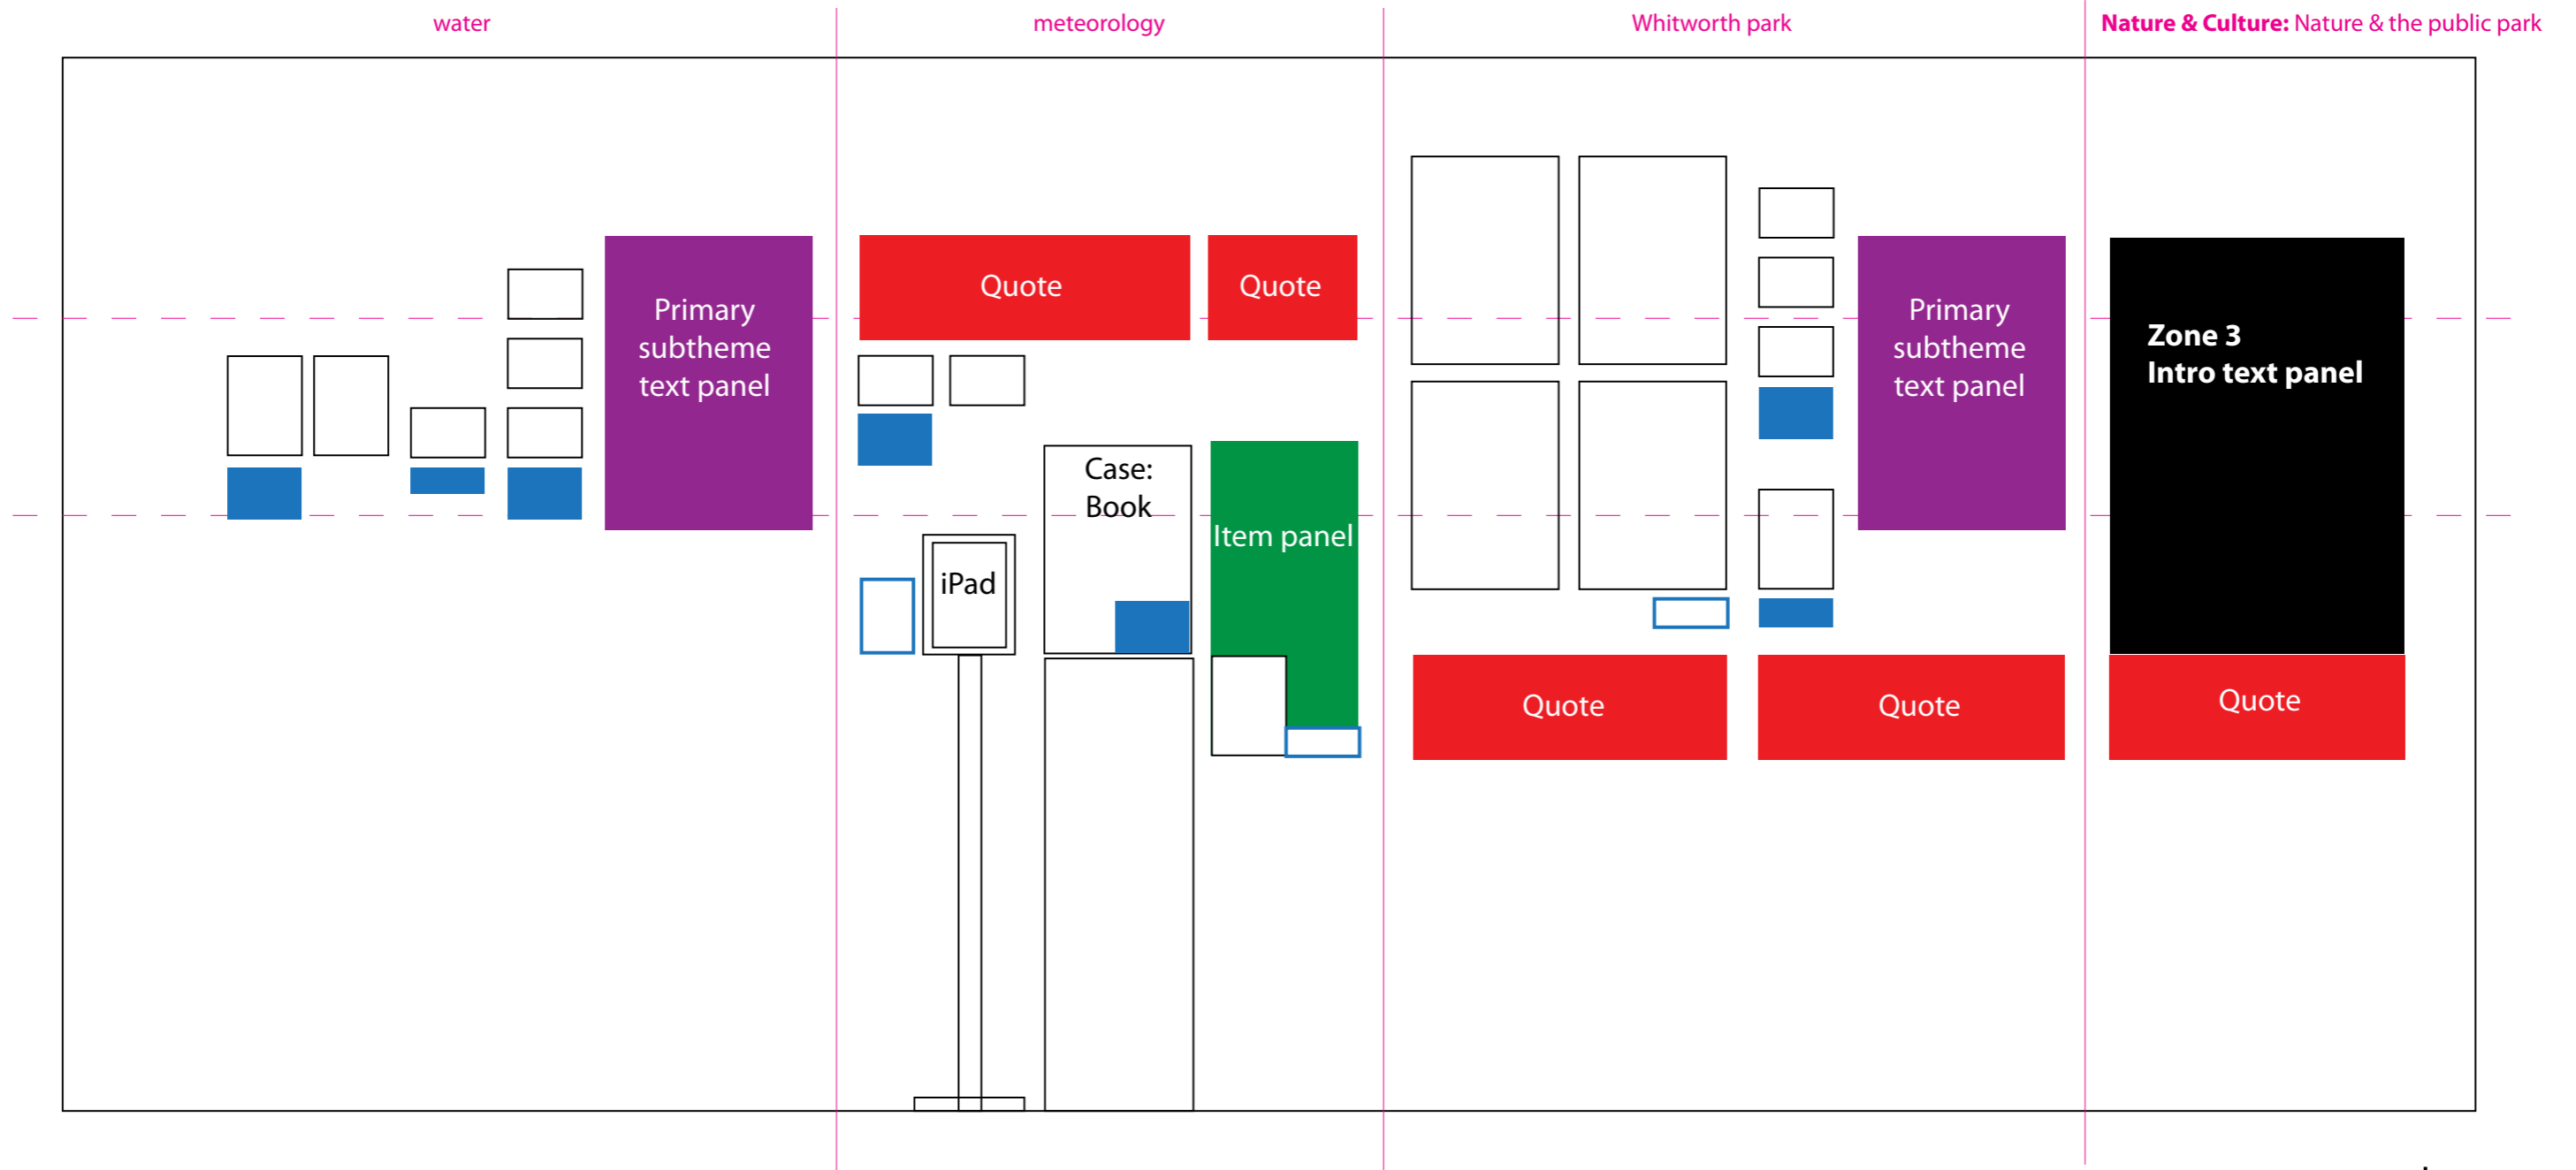 water
meteorology
Whitworth park
Nature & Culture: Nature & the public park
Primary
subtheme
text panel
Quote
Quote
Case:
Book
iPad
Item panel
Primary
subtheme
text panel
Quote
Quote
Zone 3
Intro text panel
Quote